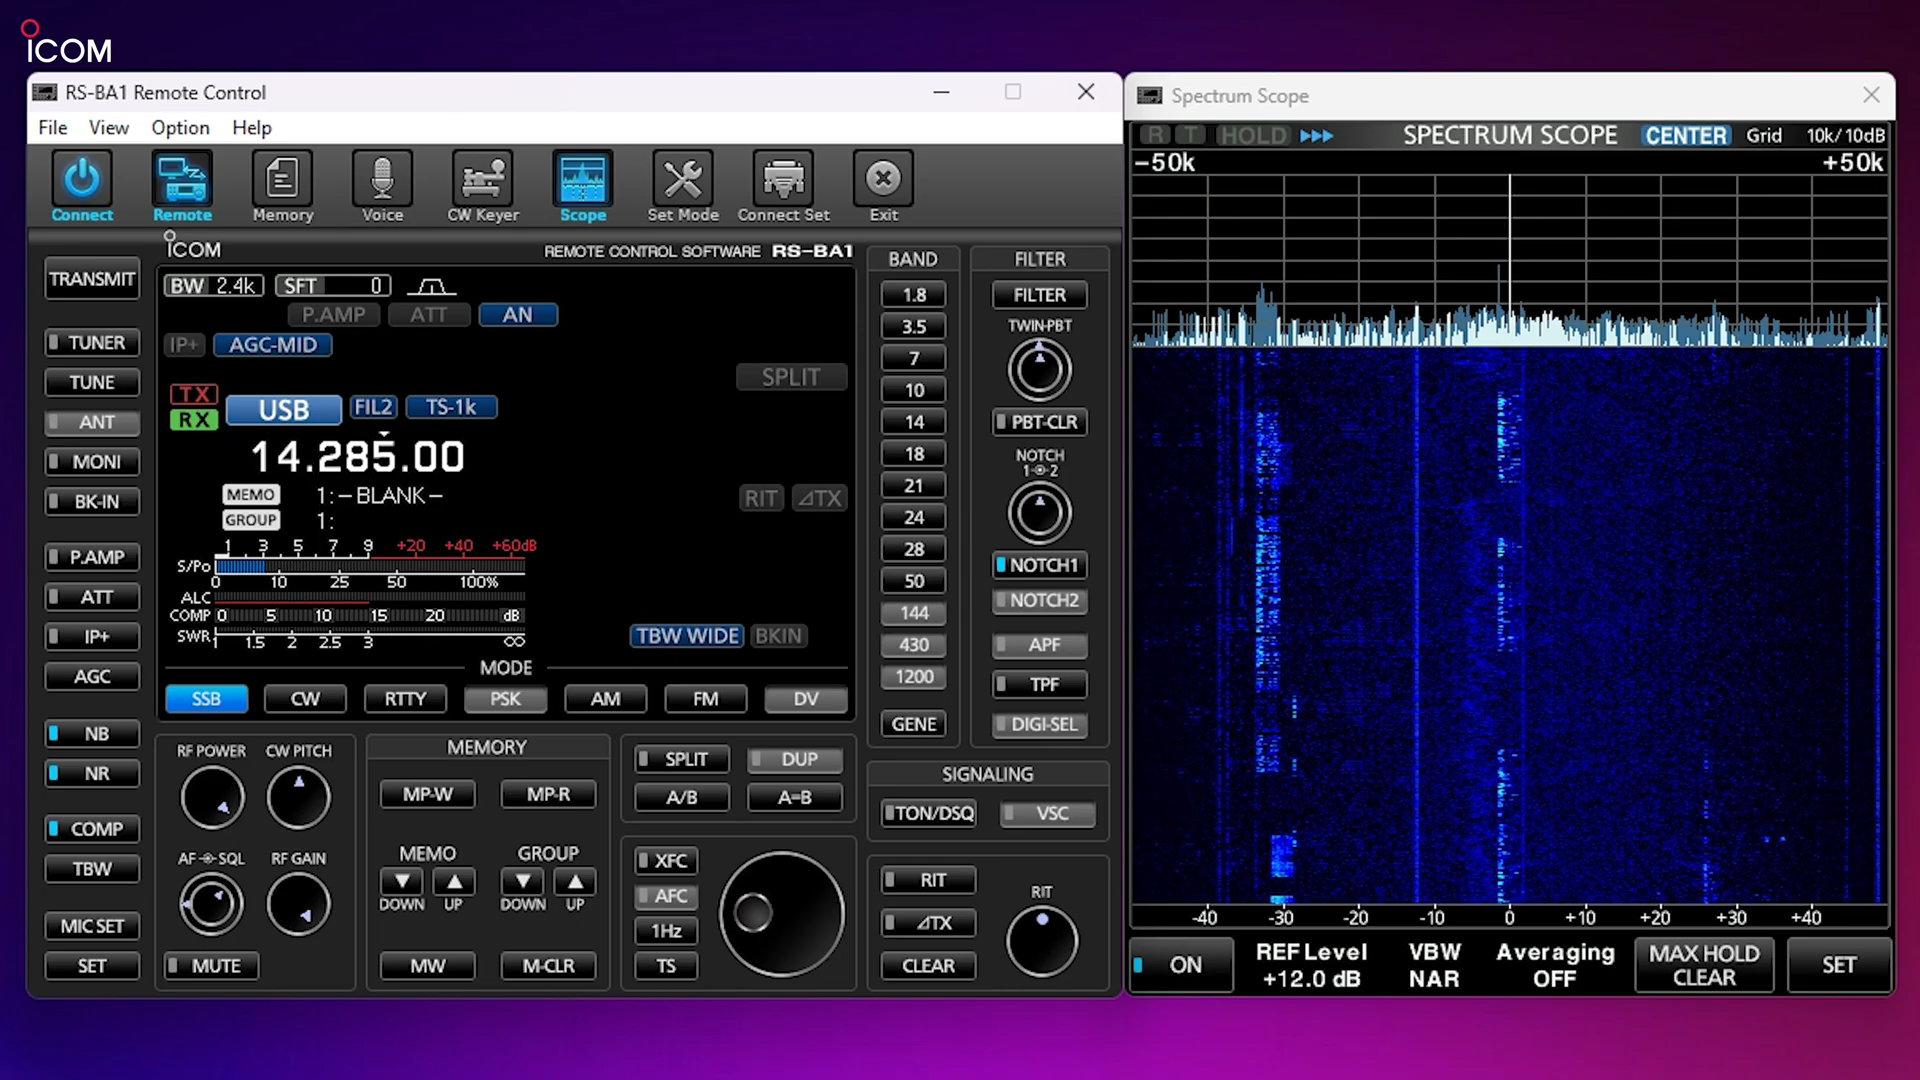 ICOM
RS-BA1 Remote Control
File View Option Help
Connect Remote Memory Voice CW Keyer Scope Set Mode Connect Set Exit
ICOM
REMOTE CONTROL SOFTWARE RS-BA1
TRANSMIT
TUNER
TUNE
ANT
MONI
BK-IN
P.AMP
ATT
IP+
AGC
NB
NR
COMP
TBW
MIC SET
SET
BW 2.4k SFT 0
P.AMP ATT AN
IP+ AGC-MID
SPLIT
TX
RX USB FIL2 TS-1k
14.285.00
MEMO 1: -BLANK-
GROUP 1:
RIT ⊿TX
1 3 5 7 9 +20 +40 +60dB
S/Po
0 10 25 50 100%
ALC
COMP 0 5 10 15 20 dB
SWR 1 1.5 2 2.5 3 ∞
TBW WIDE BKIN
MODE
SSB CW RTTY PSK AM FM DV
RF POWER CW PITCH
AF SQL RF GAIN
MUTE
MEMORY
MP-W MP-R
MEMO GROUP
DOWN UP DOWN UP
MW M-CLR
SPLIT DUP
A/B A=B
XFC
AFC
1Hz
TS
BAND
1.8
3.5
7
10
14
18
21
24
28
50
144
430
1200
GENE
FILTER
FILTER
TWIN-PBT
PBT-CLR
NOTCH
1 2
NOTCH1
NOTCH2
APF
TPF
DIGI-SEL
SIGNALING
TON/DSQ VSC
RIT
⊿TX
CLEAR
RIT
Spectrum Scope
R T HOLD SPECTRUM SCOPE CENTER Grid 10k/10dB
-50k +50k
-40 -30 -20 -10 0 +10 +20 +30 +40
ON
REF Level
+12.0 dB
VBW
NAR
Averaging
OFF
MAX HOLD
CLEAR
SET